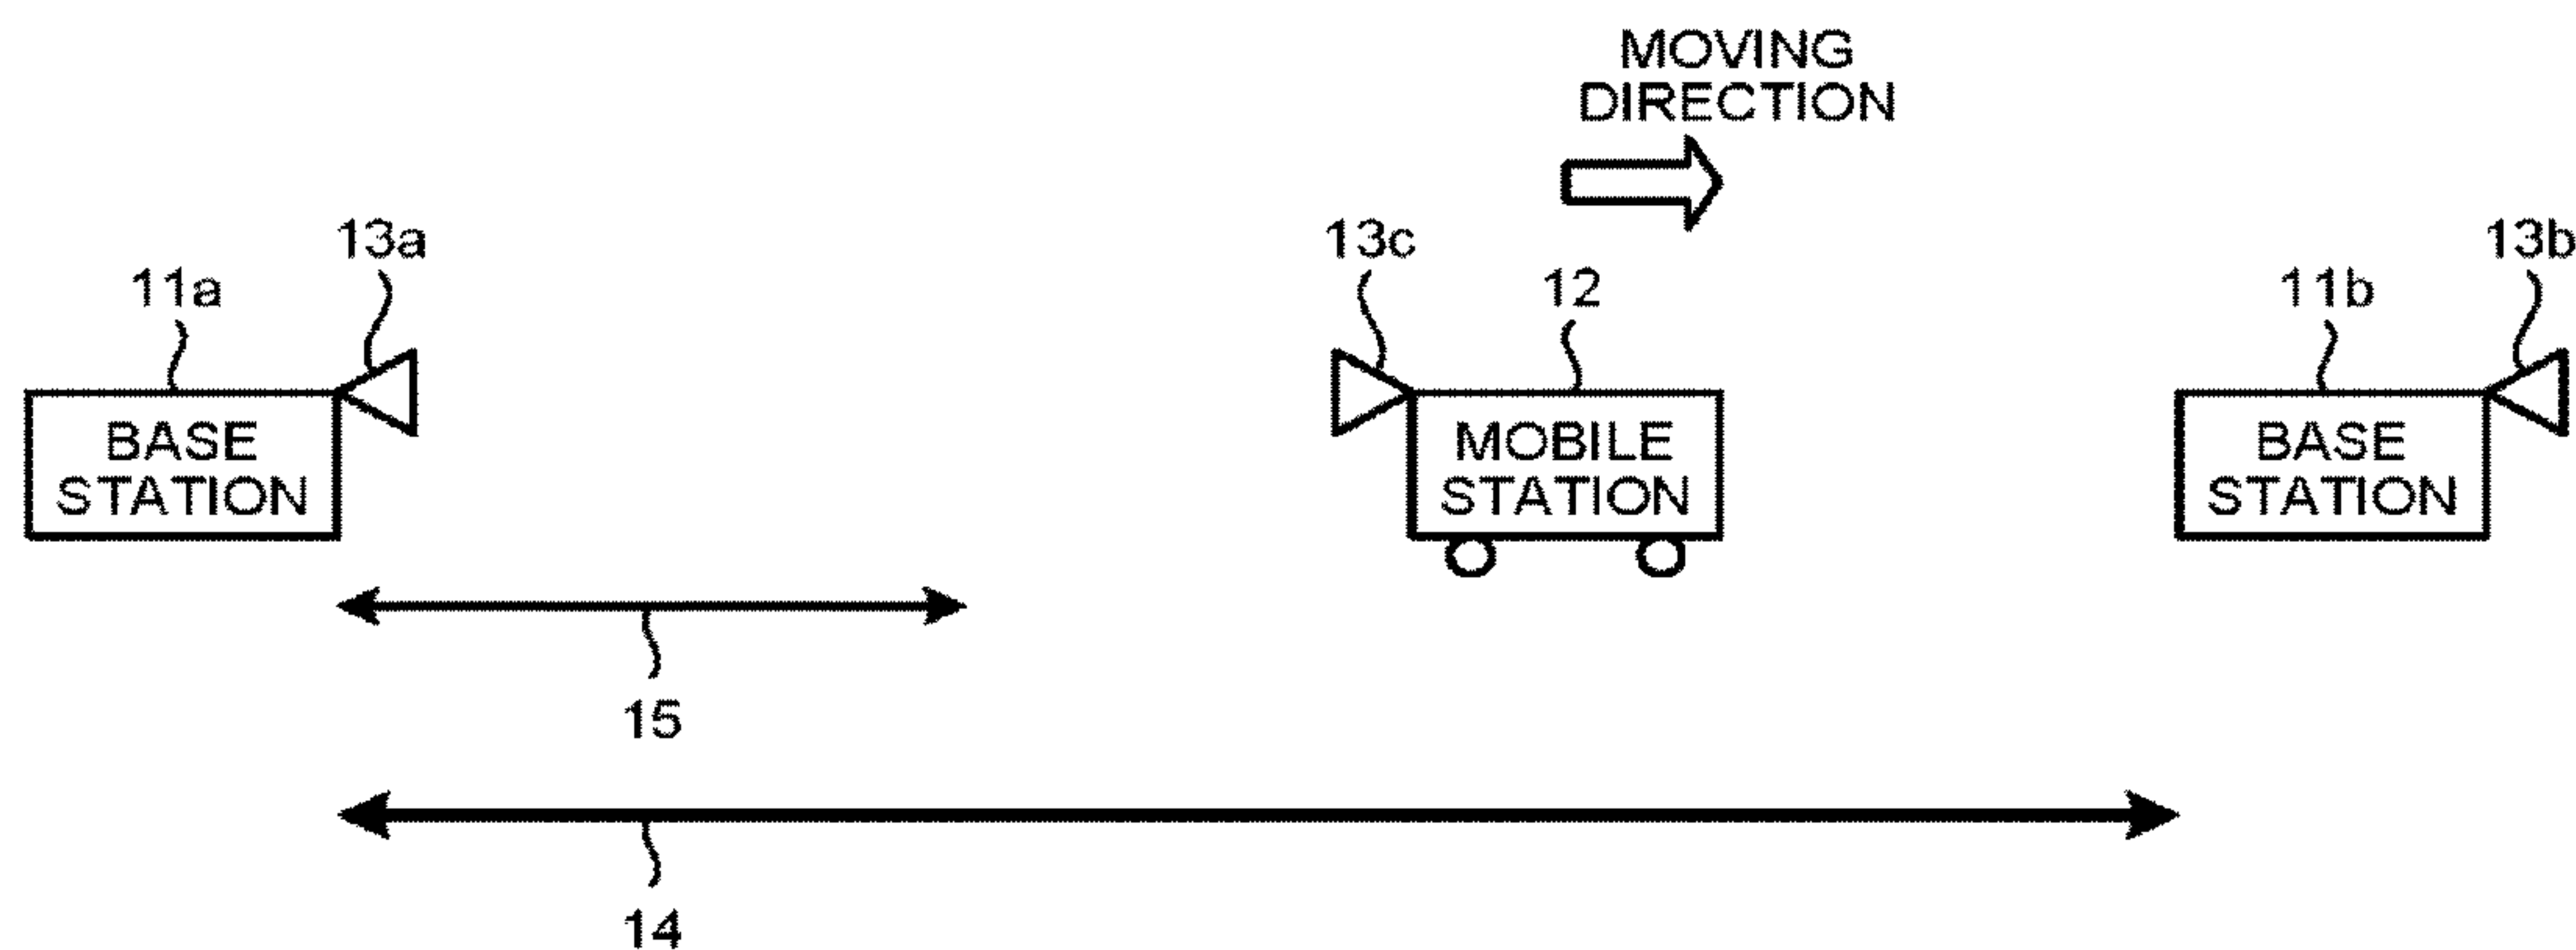 MOVING
DIRECTION
13a
13c
13b
11a
12
11b
BASE
STATION
MOBILE
STATION
BASE
STATION
15
14